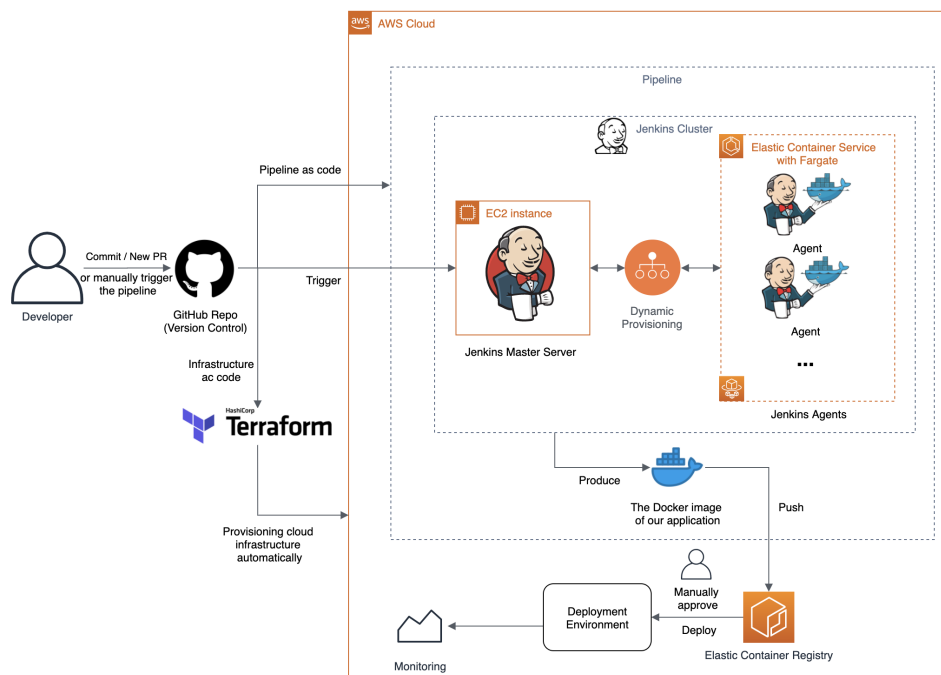 aws
AWS Cloud
Pipeline
Jenkins Cluster
Elastic Container Service
with Fargate
Pipeline as code
EC2 instance
Agent
Commit / New PR
or manually trigger
the pipeline
Trigger
Developer
GitHub Repo
(Version Control)
Dynamic
Provisioning
Agent
Jenkins Master Server
...
Infrastructure
ac code
HashiCorp
Terraform
Jenkins Agents
Produce
The Docker image
of our application
Push
Provisioning cloud
infrastructure
automatically
Manually
approve
Deployment
Environment
Deploy
Elastic Container Registry
Monitoring